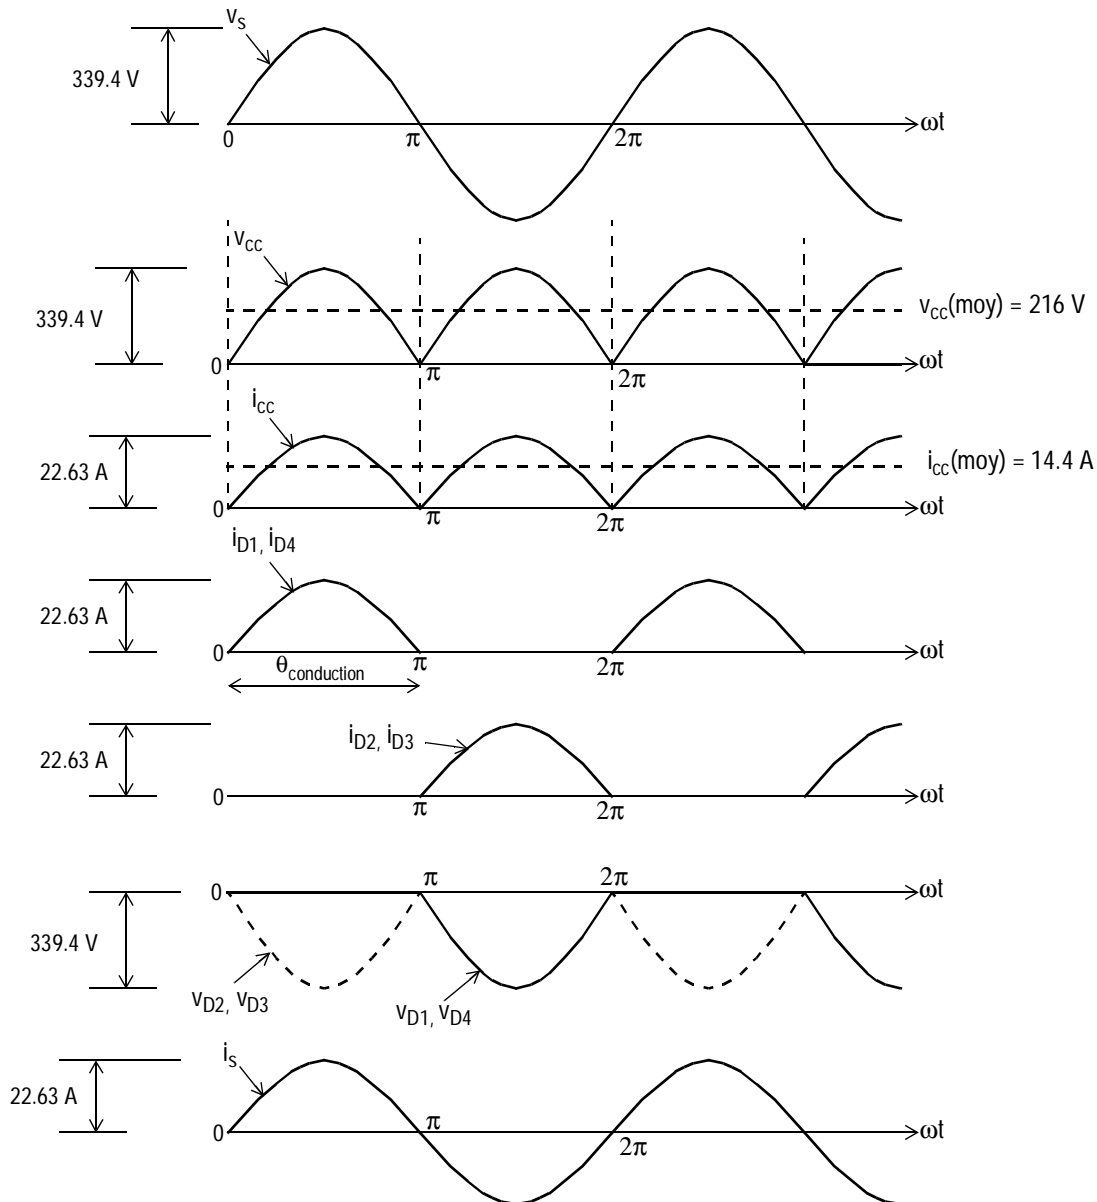 v_S
339.4 V
ωt
0
π
2π
v_CC
339.4 V
v_CC(moy) = 216 V
0
π
2π
ωt
i_CC
22.63 A
i_CC(moy) = 14.4 A
0
π
2π
ωt
i_D1, i_D4
22.63 A
0
π
2π
ωt
θ_conduction
i_D2, i_D3
22.63 A
0
π
2π
ωt
0
π
2π
ωt
339.4 V
v_D2, v_D3
v_D1, v_D4
i_S
22.63 A
0
π
2π
ωt